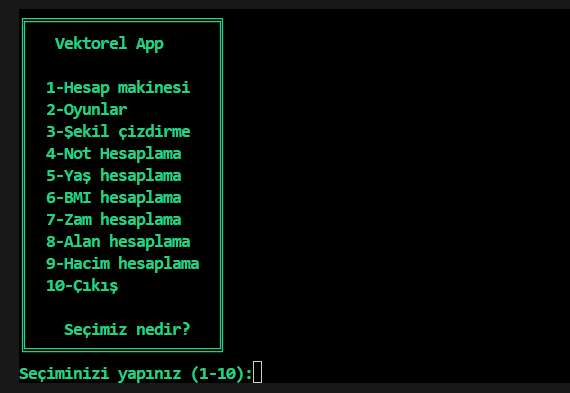 Vektorel App
1-Hesap makinesi
2-Oyunlar
3-Şekil çizdirme
4-Not Hesaplama
5-Yaş hesaplama
6-BMI hesaplama
7-Zam hesaplama
8-Alan hesaplama
9-Hacim hesaplama
10-Çıkış
Seçimiz nedir?
Seçiminizi yapınız (1-10):